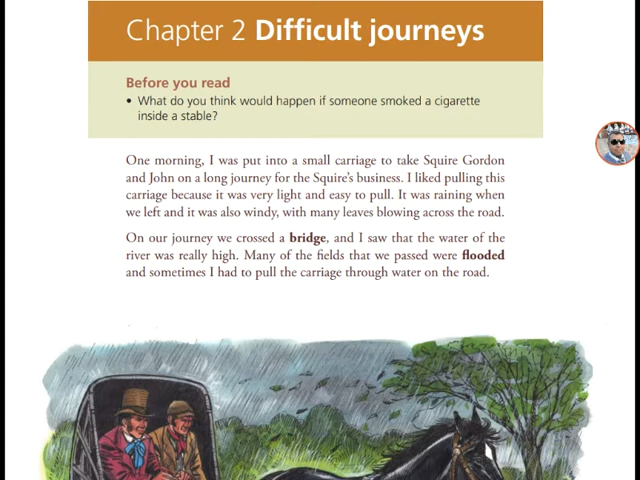 Chapter 2 Difficult journeys
Before you read
• What do you think would happen if someone smoked a cigarette
inside a stable?
One morning, I was put into a small carriage to take Squire Gordon
and John on a long journey for the Squire's business. I liked pulling this
carriage because it was very light and easy to pull. It was raining when
we left and it was also windy, with many leaves blowing across the road.
On our journey we crossed a bridge, and I saw that the water of the
river was really high. Many of the fields that we passed were flooded
and sometimes I had to pull the carriage through water on the road.